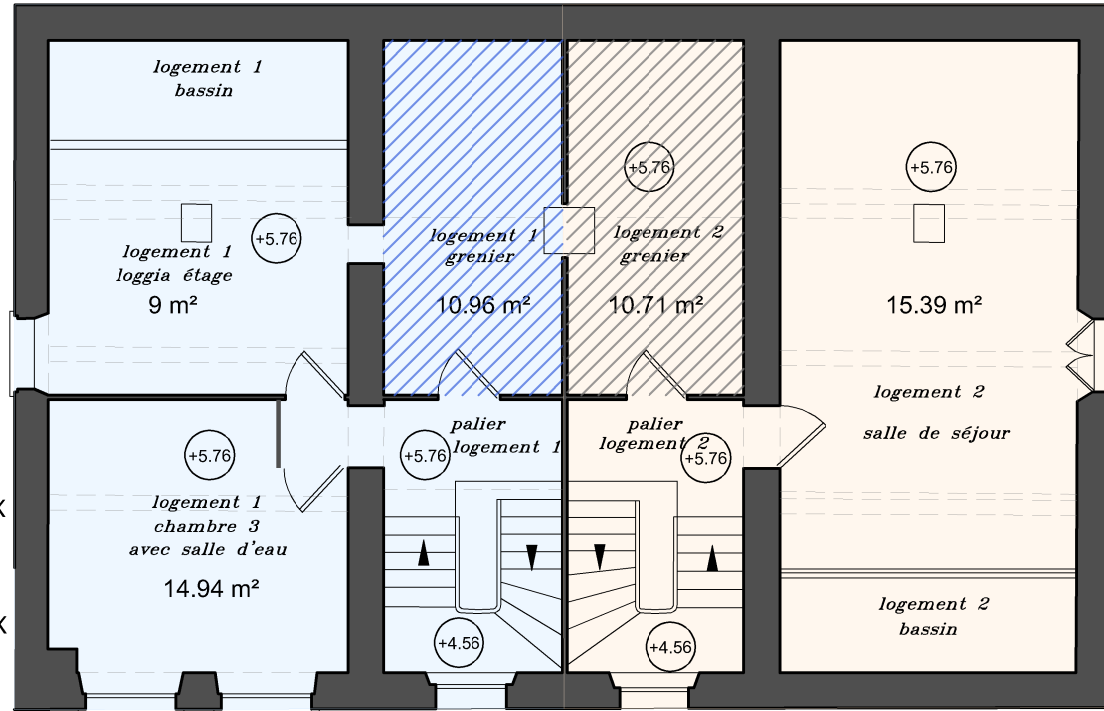 logement 1
bassin
+5.76
+5.76
+5.76
logement 1
loggia étage
9 m²
logement 1
grenier
10.96 m²
logement 2
grenier
10.71 m²
15.39 m²
logement 2
salle de séjour
palier
logement 1
palier
logement 2
+5.76
+5.76
+5.76
logement 1
chambre 3
avec salle d'eau
14.94 m²
logement 2
bassin
+4.56
+4.56
X
X